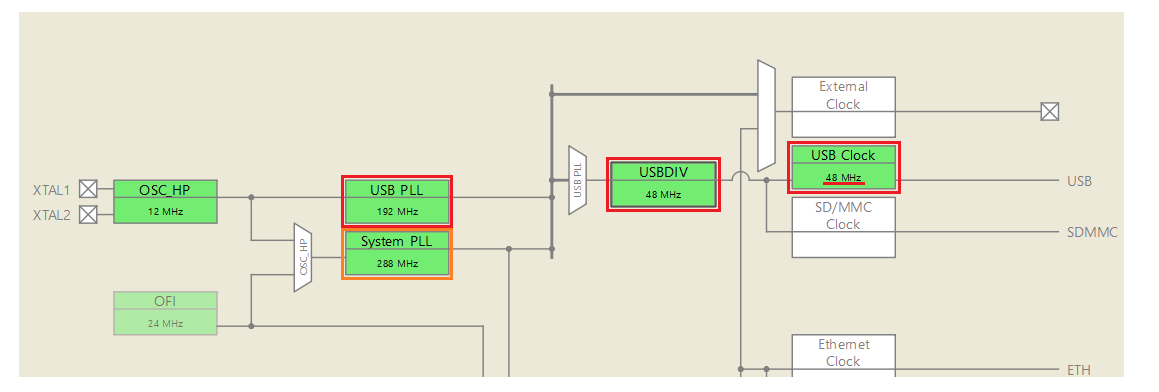 External
Clock
USB Clock
48 MHz
USB
SD/MMC
Clock
SDMMC
USB PLL
USBDIV
48 MHz
XTAL1
XTAL2
OSC_HP
12 MHz
USB PLL
192 MHz
System PLL
288 MHz
OSC_HP
OFI
24 MHz
Ethernet
Clock
ETH